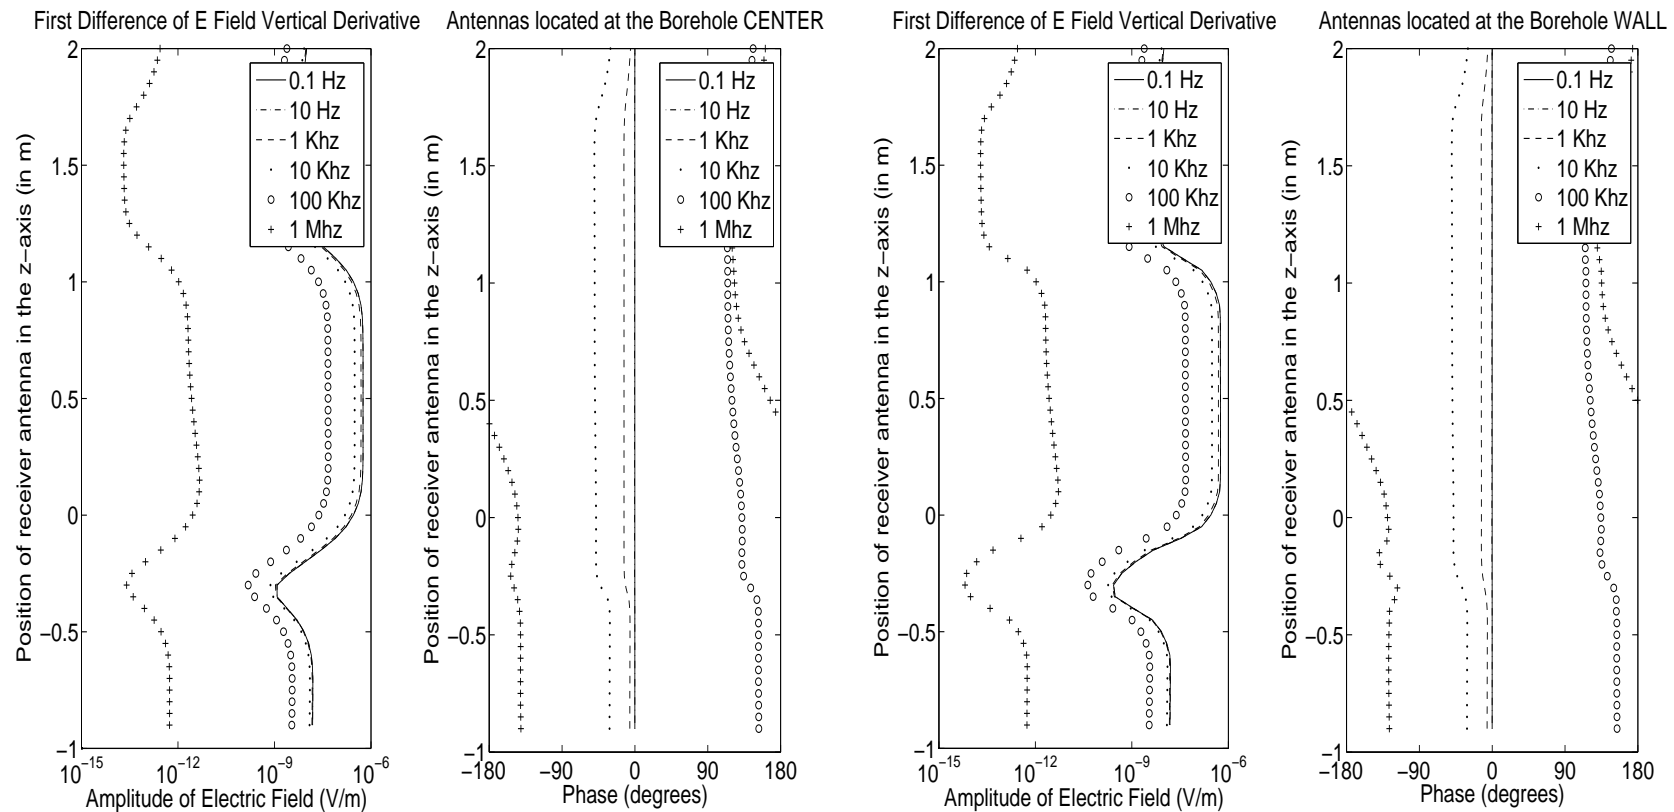 First Difference of E Field Vertical Derivative
Antennas located at the Borehole CENTER
Position of receiver antenna in the z−axis (in m)
2
1.5
1
0.5
0
−0.5
−1
0.1 Hz
10 Hz
1 Khz
10 Khz
100 Khz
1 Mhz
10−15
10−12
10−9
10−6
Amplitude of Electric Field (V/m)
Position of receiver antenna in the z−axis (in m)
2
1.5
1
0.5
0
−0.5
−1
0.1 Hz
10 Hz
1 Khz
10 Khz
100 Khz
1 Mhz
−180
−90
0
90
180
Phase (degrees)
First Difference of E Field Vertical Derivative
Antennas located at the Borehole WALL
Position of receiver antenna in the z−axis (in m)
2
1.5
1
0.5
0
−0.5
−1
0.1 Hz
10 Hz
1 Khz
10 Khz
100 Khz
1 Mhz
10−15
10−12
10−9
10−6
Amplitude of Electric Field (V/m)
Position of receiver antenna in the z−axis (in m)
2
1.5
1
0.5
0
−0.5
−1
0.1 Hz
10 Hz
1 Khz
10 Khz
100 Khz
1 Mhz
−180
−90
0
90
180
Phase (degrees)